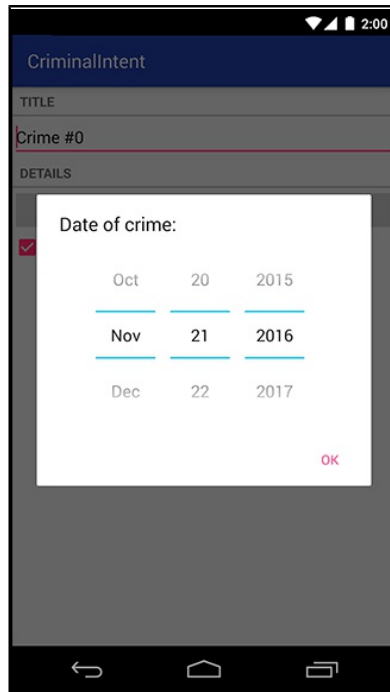 2:00
CriminalIntent
TITLE
Crime #0
DETAILS
Date of crime:
Oct 20 2015
Nov 21 2016
Dec 22 2017
OK